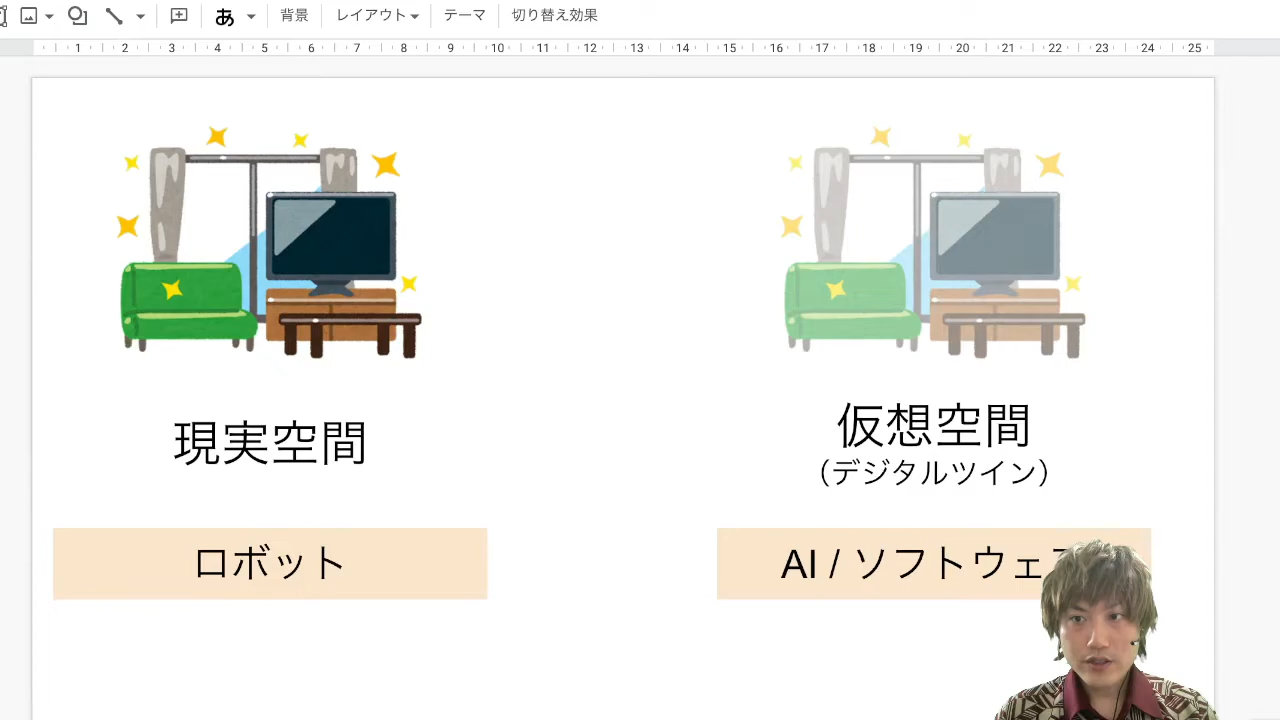 あ 背景 レイアウト テーマ 切り替え効果
1 2 3 4 5 6 7 8 9 10 11 12 13 14 15 16 17 18 19 20 21 22 23 24 25
現実空間
仮想空間
（デジタルツイン）
ロボット
AI / ソフトウェ